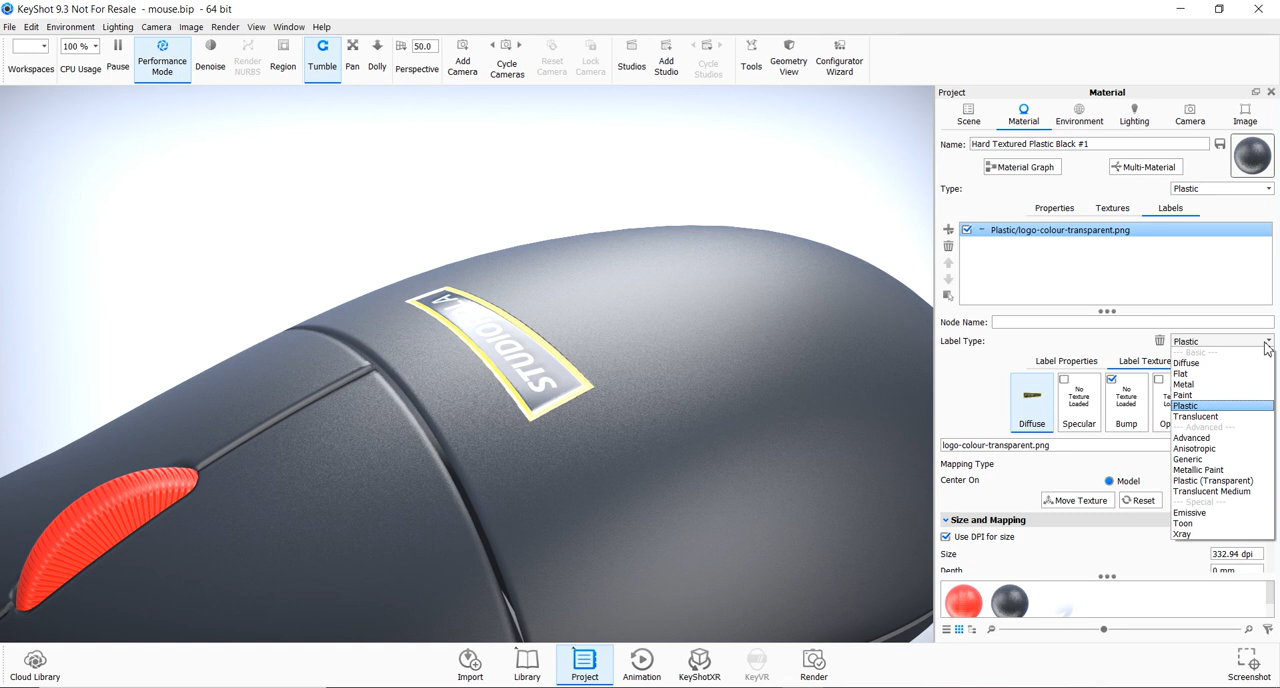 KeyShot 9.3 Not For Resale - mouse.bip - 64 bit
File Edit Environment Lighting Camera Image Render View Window Help
100 % 50.0
Workspaces CPU Usage Pause Performance Mode Denoise Render NURBS Region Tumble Pan Dolly Perspective Add Camera Cycle Cameras Reset Camera Lock Camera Studios Add Studio Cycle Studios Tools Geometry View Configurator Wizard
Project Material
Scene Material Environment Lighting Camera Image
Name: Hard Textured Plastic Black #1
Material Graph Multi-Material
Type: Plastic
Properties Textures Labels
Plastic/logo-colour-transparent.png
Node Name:
Label Type: Plastic
--- Basic ---
Label Properties Label Texture
Diffuse
Flat
Metal
Paint
Plastic
Translucent
--- Advanced ---
Advanced
Anisotropic
Generic
Metallic Paint
Plastic (Transparent)
Translucent Medium
--- Special ---
Emissive
Toon
Xray
No Texture Loaded
No Texture Loaded
Diffuse Specular Bump Op
logo-colour-transparent.png
Mapping Type
Center On Model
Move Texture Reset
Size and Mapping
Use DPI for size
Size 332.94 dpi
Depth 0 mm
STUDIO
Cloud Library Import Library Project Animation KeyShotXR KeyVR Render Screenshot